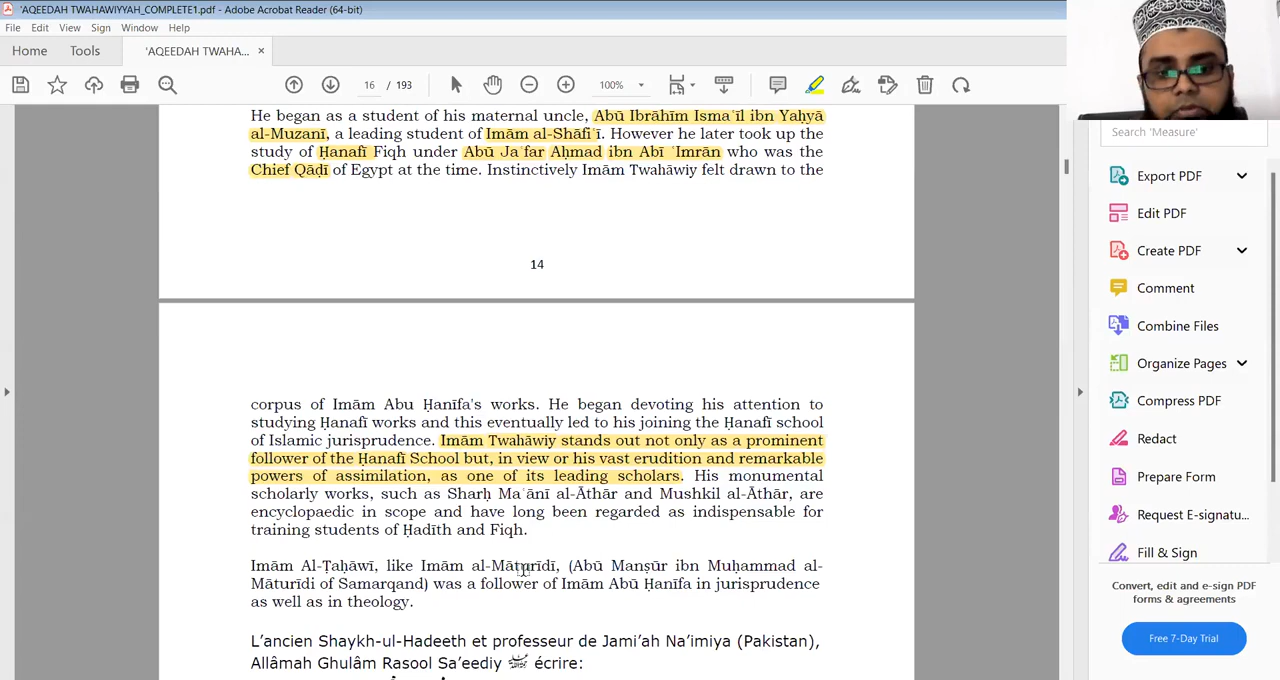 'AQEEDAH TWAHAWIYYAH_COMPLETE1.pdf - Adobe Acrobat Reader (64-bit)
File Edit View Sign Window Help
Home Tools 'AQEEDAH TWAHA... ×
16 / 193 100%
He began as a student of his maternal uncle, Abū Ibrāhīm Ismaʿīl ibn Yaḥyā
al-Muzanī, a leading student of Imām al-Shāfiʿī. However he later took up the
study of Ḥanafī Fiqh under Abū Jaʿfar Aḥmad ibn Abī ʿImrān who was the
Chief Qāḍī of Egypt at the time. Instinctively Imām Twahāwiy felt drawn to the
14
corpus of Imām Abu Ḥanīfa's works. He began devoting his attention to
studying Ḥanafī works and this eventually led to his joining the Ḥanafī school
of Islamic jurisprudence. Imām Twahāwiy stands out not only as a prominent
follower of the Ḥanafī School but, in view or his vast erudition and remarkable
powers of assimilation, as one of its leading scholars. His monumental
scholarly works, such as Sharḥ Maʿānī al-Āthār and Mushkil al-Āthār, are
encyclopaedic in scope and have long been regarded as indispensable for
training students of Ḥadīth and Fiqh.
Imām Al-Ṭaḥāwī, like Imām al-Māturīdī, (Abū Manṣūr ibn Muḥammad al-
Māturīdi of Samarqand) was a follower of Imām Abū Ḥanīfa in jurisprudence
as well as in theology.
L'ancien Shaykh-ul-Hadeeth et professeur de Jami'ah Na'imiya (Pakistan),
Allâmah Ghulâm Rasool Sa'eediy écrire:
Search 'Measure'
Export PDF
Edit PDF
Create PDF
Comment
Combine Files
Organize Pages
Compress PDF
Redact
Prepare Form
Request E-signatu...
Fill & Sign
Convert, edit and e-sign PDF
forms & agreements
Free 7-Day Trial